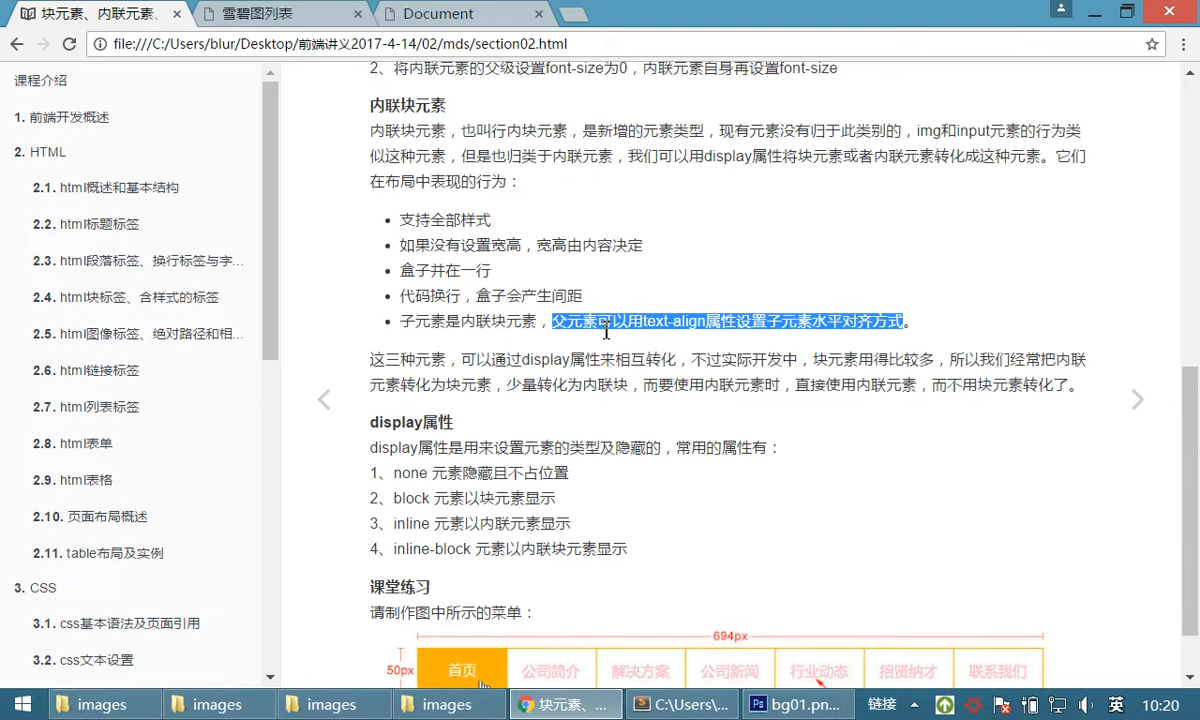 块元素、内联元素、
雪碧图列表
Document
file:///C:/Users/blur/Desktop/前端讲义2017-4-14/02/mds/section02.html
课程介绍
1. 前端开发概述
2. HTML
2.1. html概述和基本结构
2.2. html标题标签
2.3. html段落标签、换行标签与字...
2.4. html块标签、含样式的标签
2.5. html图像标签、绝对路径和相...
2.6. html链接标签
2.7. html列表标签
2.8. html表单
2.9. html表格
2.10. 页面布局概述
2.11. table布局及实例
3. CSS
3.1. css基本语法及页面引用
3.2. css文本设置
2、将内联元素的父级设置font-size为0，内联元素自身再设置font-size
内联块元素
内联块元素，也叫行内块元素，是新增的元素类型，现有元素没有归于此类别的，img和input元素的行为类
似这种元素，但是也归类于内联元素，我们可以用display属性将块元素或者内联元素转化成这种元素。它们
在布局中表现的行为：
• 支持全部样式
• 如果没有设置宽高，宽高由内容决定
• 盒子并在一行
• 代码换行，盒子会产生间距
• 子元素是内联块元素，父元素可以用text-align属性设置子元素水平对齐方式。
这三种元素，可以通过display属性来相互转化，不过实际开发中，块元素用得比较多，所以我们经常把内联
元素转化为块元素，少量转化为内联块，而要使用内联元素时，直接使用内联元素，而不用块元素转化了。
display属性
display属性是用来设置元素的类型及隐藏的，常用的属性有：
1、none 元素隐藏且不占位置
2、block 元素以块元素显示
3、inline 元素以内联元素显示
4、inline-block 元素以内联块元素显示
课堂练习
请制作图中所示的菜单：
694px
50px
首页 公司简介 解决方案 公司新闻 行业动态 招贤纳才 联系我们
images
images
images
images
块元素、...
C:\Users\...
bg01.pn...
链接
英
10:20